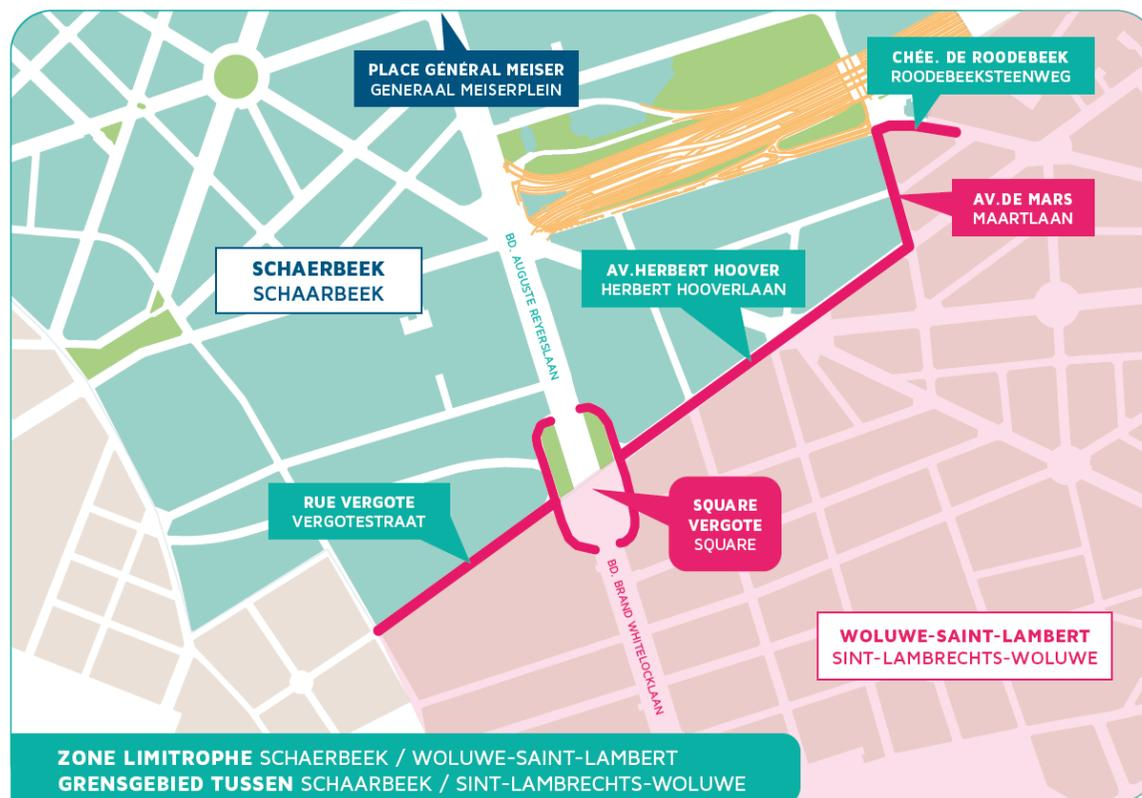 PLACE GÉNÉRAL MEISER
GENERAAL MEISERPLEIN
CHÉE. DE ROODEBEEK
ROODEBEEKSTEENWEG
AV.DE MARS
MAARTLAAN
SCHAERBEEK
SCHAARBEEK
BD. AUGUSTE REYERSLAAN
AV.HERBERT HOOVER
HERBERT HOOVERLAAN
RUE VERGOTE
VERGOTESTRAAT
SQUARE
VERGOTE
SQUARE
BD. BRAND WHITELOCKLAAN
WOLUWE-SAINT-LAMBERT
SINT-LAMBRECHTS-WOLUWE
ZONE LIMITROPHE SCHAERBEEK / WOLUWE-SAINT-LAMBERT
GRENSGEBIED TUSSEN SCHAARBEEK / SINT-LAMBRECHTS-WOLUWE